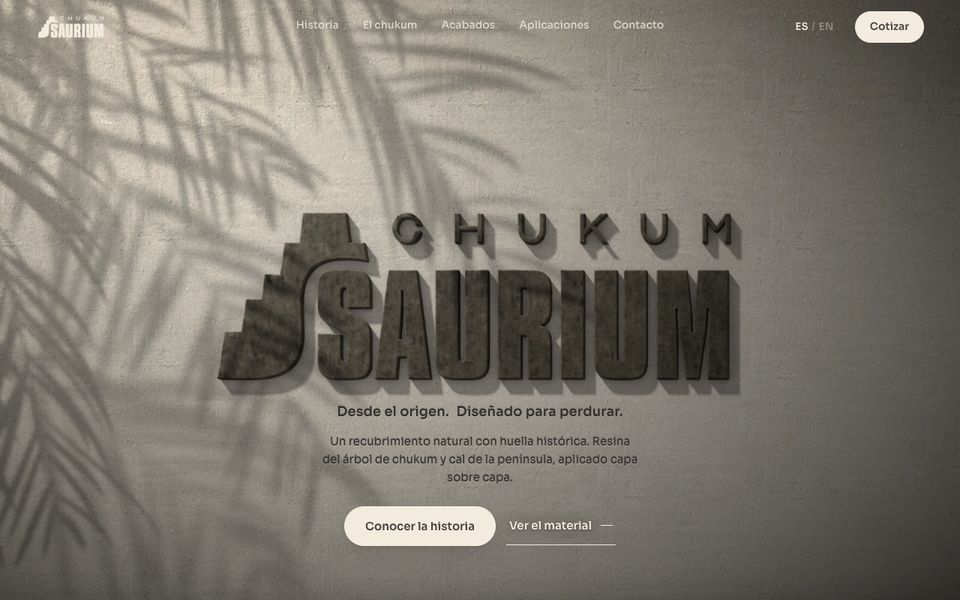 CHUKUM
SAURIUM
Historia
El chukum
Acabados
Aplicaciones
Contacto
ES / EN
Cotizar
CHUKUM
SAURIUM
Desde el origen. Diseñado para perdurar.
Un recubrimiento natural con huella histórica. Resina
del árbol de chukum y cal de la península, aplicado capa
sobre capa.
Conocer la historia
Ver el material —